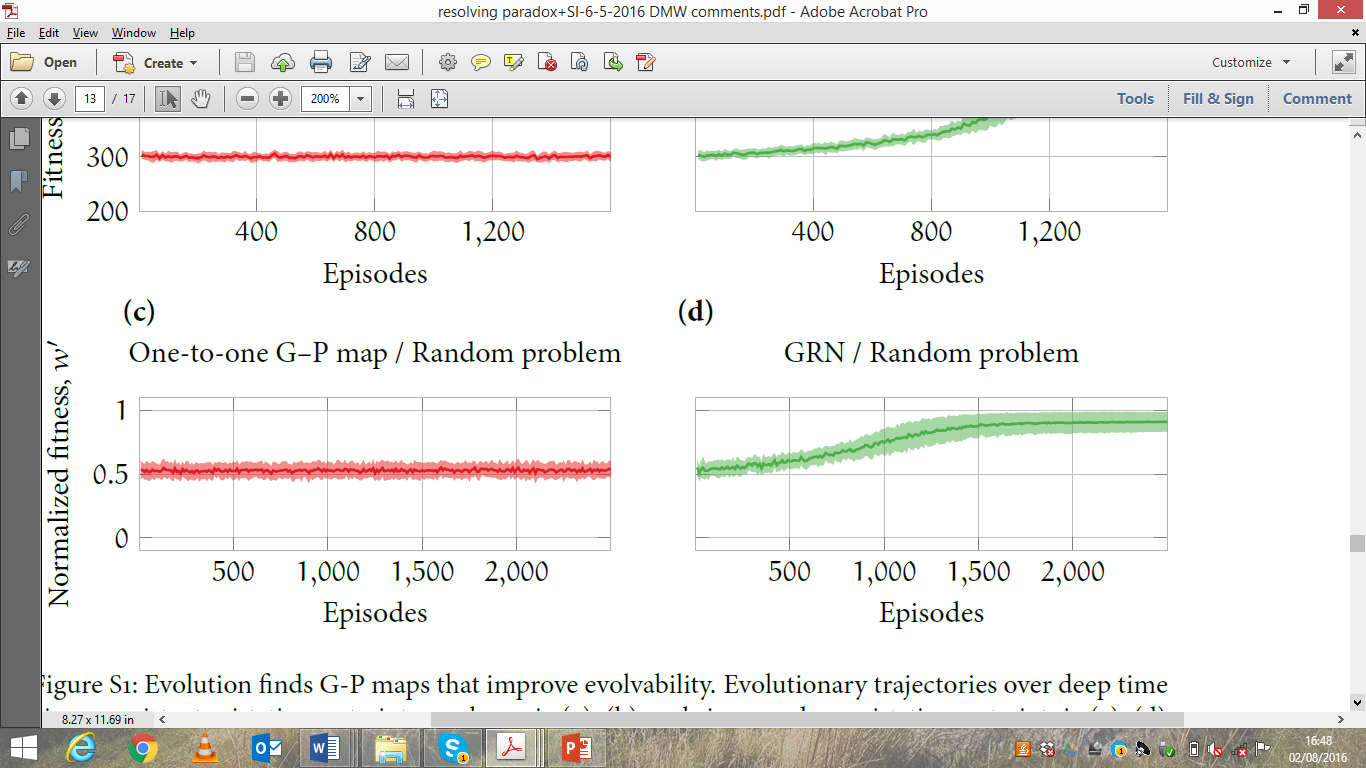 resolving paradox+SI-6-5-2016 DMW comments.pdf - Adobe Acrobat Pro
File Edit View Window Help
Open Create Customize
13 / 17 200% Tools Fill & Sign Comment
Fitness
300
200
400 800 1,200
Episodes
400 800 1,200
Episodes
(c)
One-to-one G–P map / Random problem
Normalized fitness, w′
1
0.5
0
500 1,000 1,500 2,000
Episodes
(d)
GRN / Random problem
500 1,000 1,500 2,000
Episodes
Figure S1: Evolution finds G-P maps that improve evolvability. Evolutionary trajectories over deep time
8.27 x 11.69 in
16:48
02/08/2016